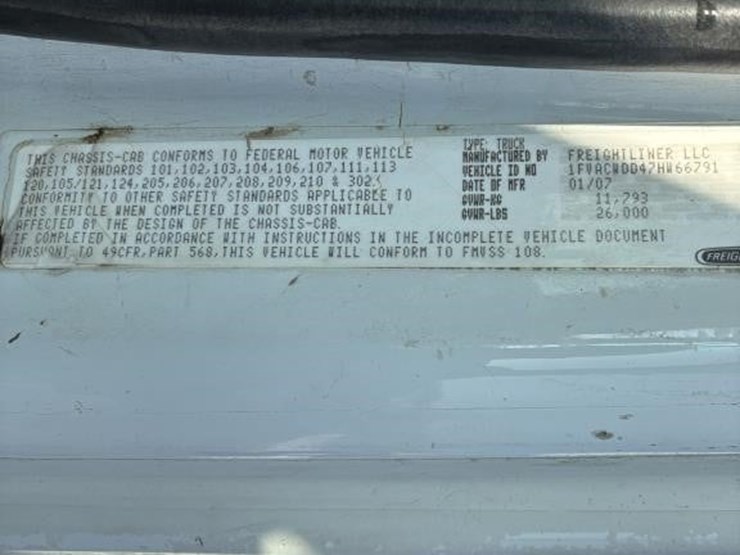 THIS CHASSIS-CAB CONFORMS TO FEDERAL MOTOR VEHICLE
SAFETY STANDARDS 101,102,103,104,106,107,111,113
120,105/121,124,205,206,207,208,209,210 & 302.
CONFORMITY TO OTHER SAFETY STANDARDS APPLICABLE TO
THIS VEHICLE WHEN COMPLETED IS NOT SUBSTANTIALLY
AFFECTED BY THE DESIGN OF THE CHASSIS-CAB.
IF COMPLETED IN ACCORDANCE WITH INSTRUCTIONS IN THE INCOMPLETE VEHICLE DOCUMENT
PURSUANT TO 49CFR,PART 568,THIS VEHICLE WILL CONFORM TO FMVSS 108.
TYPE: TRUCK
MANUFACTURED BY FREIGHTLINER LLC
VEHICLE ID NO 1FVACWDD47HW66791
DATE OF MFR 01/07
GVWR-KG 11,793
GVWR-LBS 26,000
FREIG